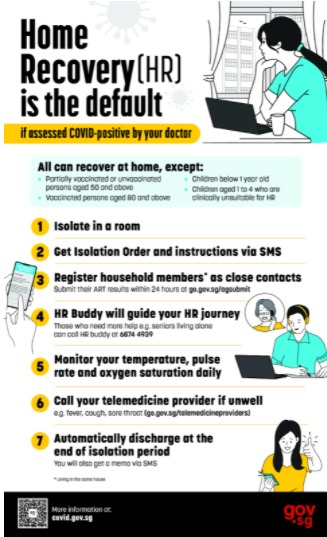 Home
Recovery(HR)
is the default
if assessed COVID-positive by your doctor
All can recover at home, except:
• Partially vaccinated or unvaccinated
persons aged 50 and above
• Vaccinated persons aged 80 and above
• Children below 1 year old
• Children aged 1 to 4 who are
clinically unsuitable for HR
1 Isolate in a room
2 Get Isolation Order and instructions via SMS
3 Register household members* as close contacts
Submit their ART results within 24 hours at go.gov.sg/agsubmit
4 HR Buddy will guide your HR journey
Those who need more help e.g. seniors living alone
can call HR buddy at 6874 4939
5 Monitor your temperature, pulse
rate and oxygen saturation daily
6 Call your telemedicine provider if unwell
e.g. fever, cough, sore throat (go.gov.sg/telemedicineproviders)
7 Automatically discharge at the
end of isolation period
You will also get a memo via SMS
* Living in the same house
More information at:
covid.gov.sg
gov
.sg